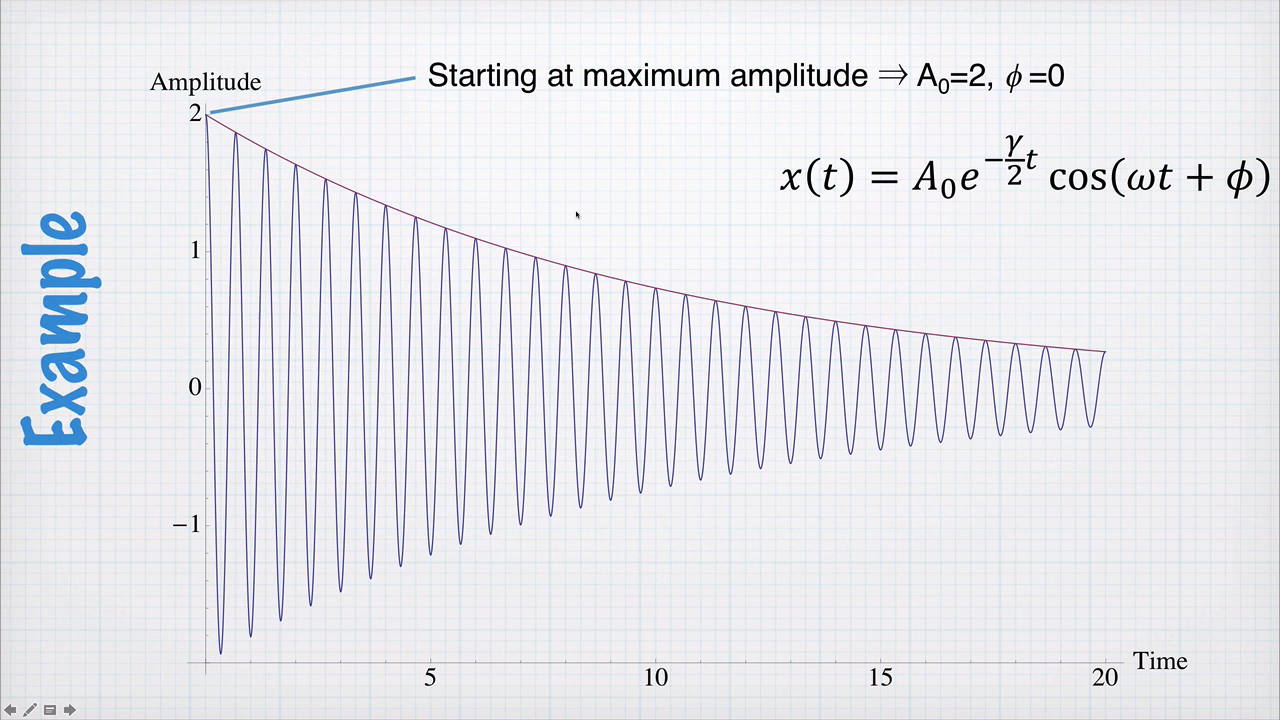 Starting at maximum amplitude ⇒ A₀=2, ϕ=0
Amplitude
x(t) = A₀e^{−\frac{γ}{2}t} cos(ωt + ϕ)
Example
2
1
0
−1
5
10
15
20
Time